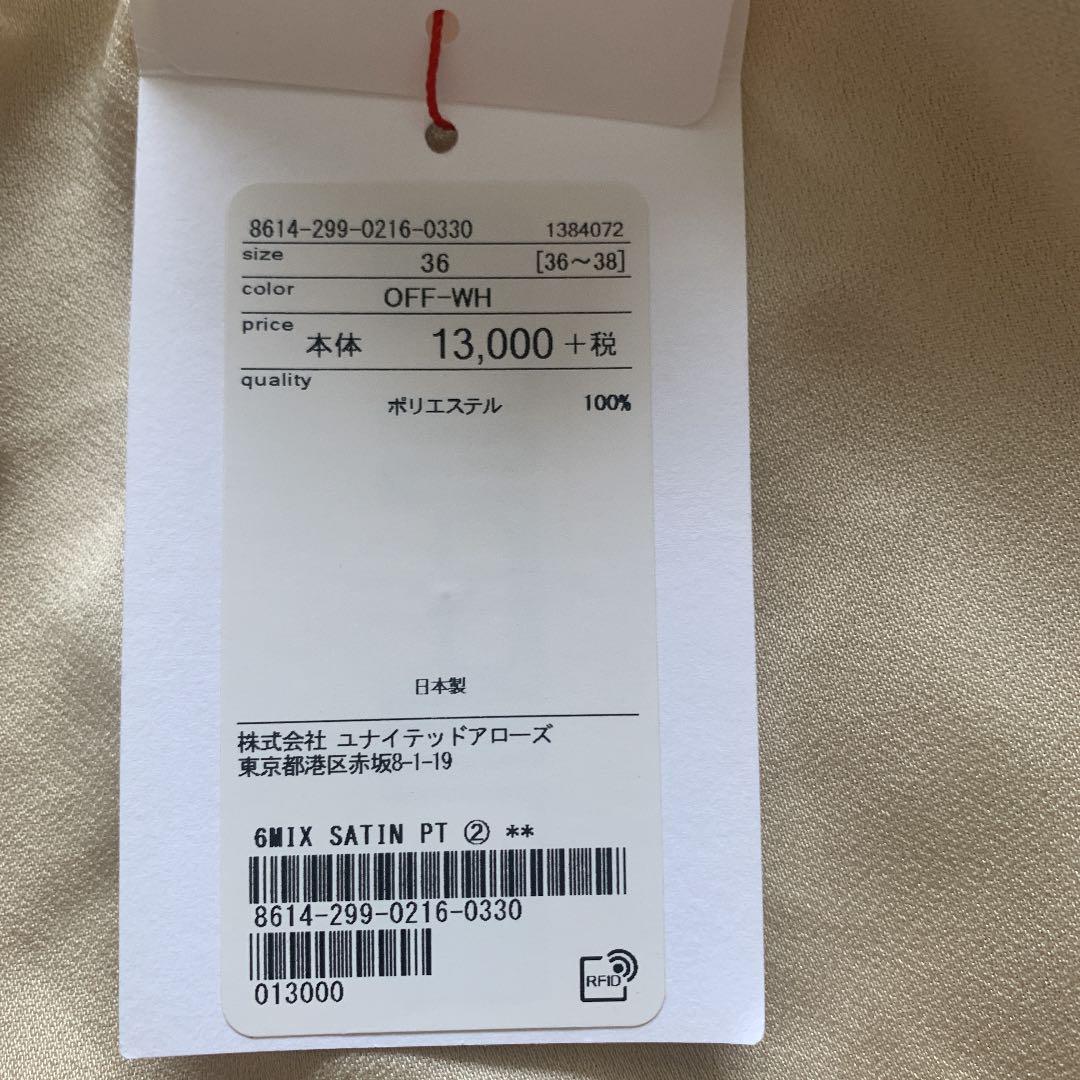 8614-299-0216-0330 1384072
size 36 [36～38]
color OFF-WH
price 本体 13,000 +税
quality
ポリエステル 100%
日本製
株式会社 ユナイテッドアローズ
東京都港区赤坂8-1-19
6MIX SATIN PT ② **
8614-299-0216-0330
013000
RFID